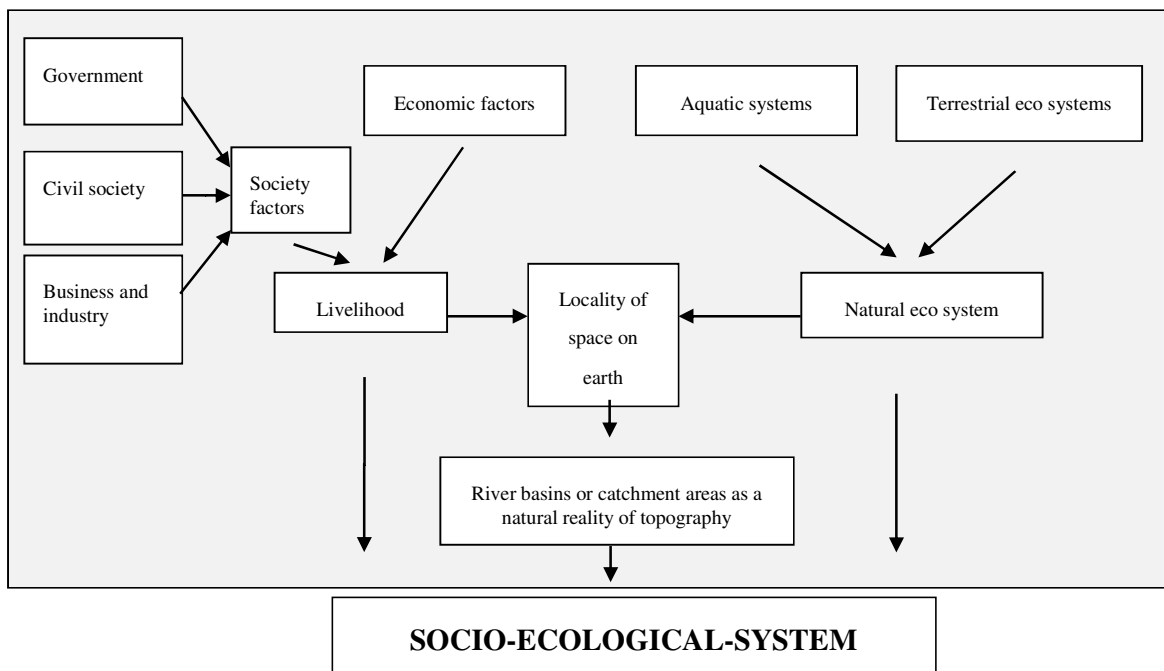 Government
Economic factors
Aquatic systems
Terrestrial eco systems
Civil society
Society
factors
Business and
industry
Livelihood
Locality of
space on
earth
Natural eco system
River basins or catchment areas as a
natural reality of topography
SOCIO-ECOLOGICAL-SYSTEM